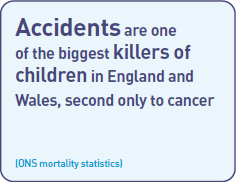 Accidents are one
of the biggest killers of
children in England and
Wales, second only to cancer
(ONS mortality statistics)